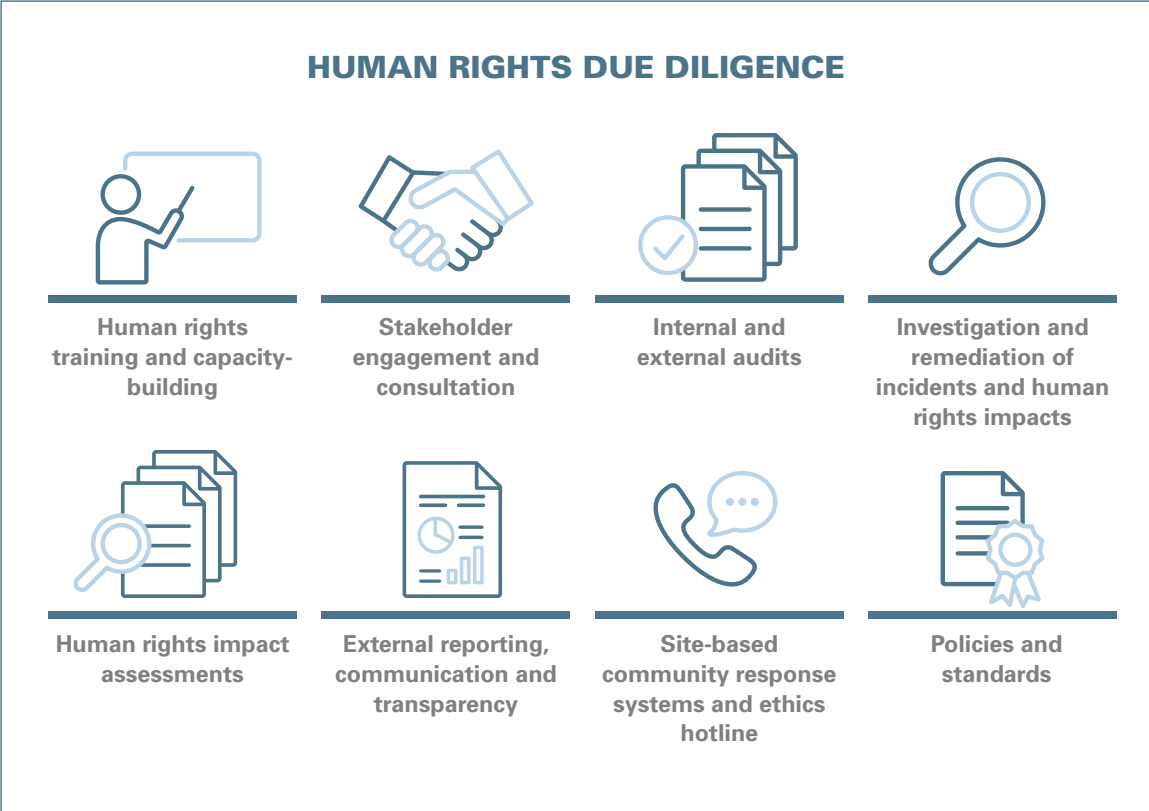 HUMAN RIGHTS DUE DILIGENCE
Human rights
training and capacity-
building
Stakeholder
engagement and
consultation
Internal and
external audits
Investigation and
remediation of
incidents and human
rights impacts
Human rights impact
assessments
External reporting,
communication and
transparency
Site-based
community response
systems and ethics
hotline
Policies and
standards